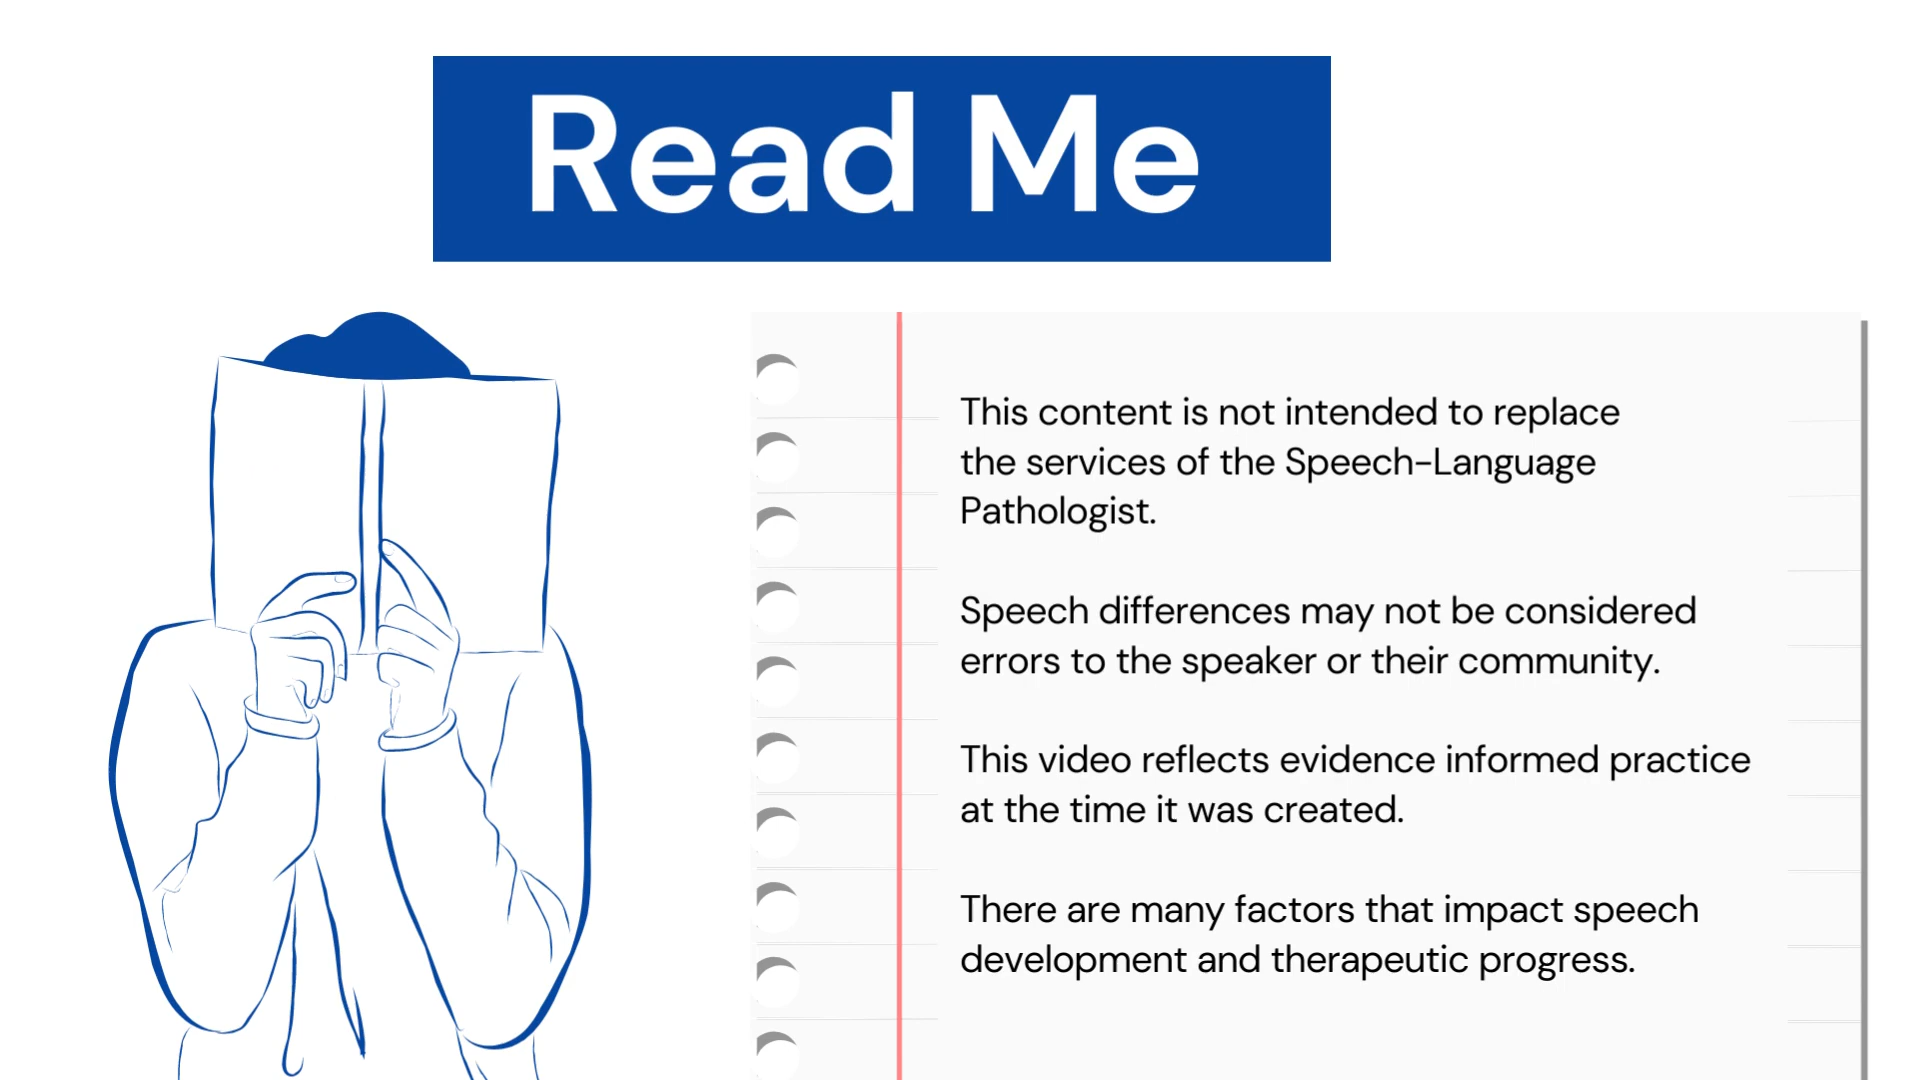 Read Me
This content is not intended to replace
the services of the Speech-Language
Pathologist.
Speech differences may not be considered
errors to the speaker or their community.
This video reflects evidence informed practice
at the time it was created.
There are many factors that impact speech
development and therapeutic progress.